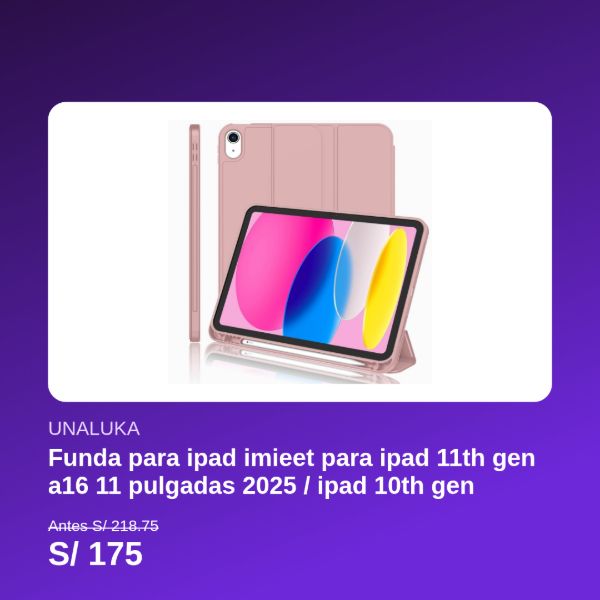 UNALUKA
Funda para ipad imieet para ipad 11th gen
a16 11 pulgadas 2025 / ipad 10th gen
Antes S/ 218.75
S/ 175